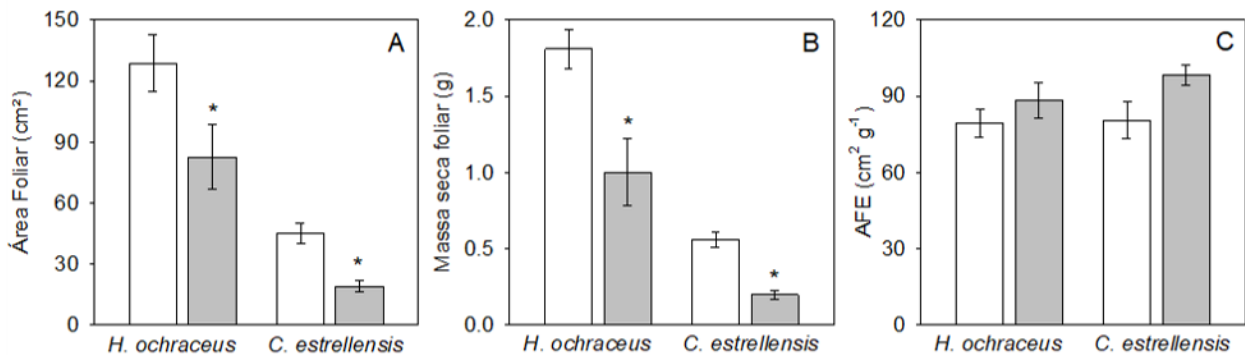 A
Área Foliar (cm²)
150
120
90
60
30
0
*
*
H. ochraceus
C. estrellensis
B
Massa seca foliar (g)
2.0
1.5
1.0
0.5
0.0
*
*
H. ochraceus
C. estrellensis
C
AFE (cm² g⁻¹)
120
90
60
30
0
H. ochraceus
C. estrellensis